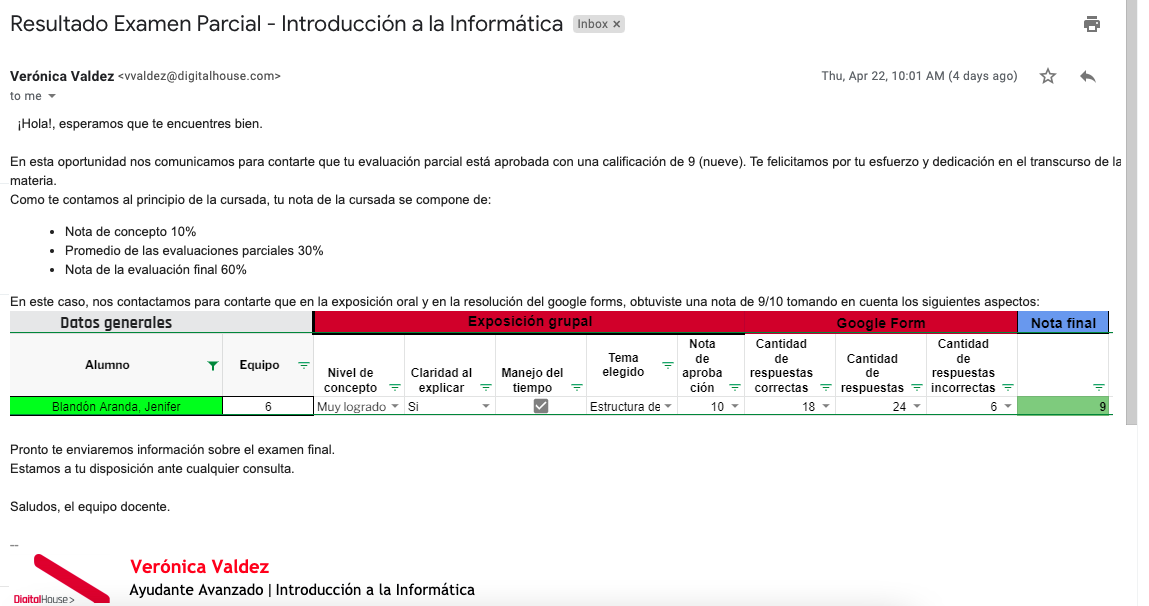 Resultado Examen Parcial - Introducción a la Informática Inbox ×
Verónica Valdez <vvaldez@digitalhouse.com> Thu, Apr 22, 10:01 AM (4 days ago)
to me
¡Hola!, esperamos que te encuentres bien.
En esta oportunidad nos comunicamos para contarte que tu evaluación parcial está aprobada con una calificación de 9 (nueve). Te felicitamos por tu esfuerzo y dedicación en el transcurso de la
materia.
Como te contamos al principio de la cursada, tu nota de la cursada se compone de:
• Nota de concepto 10%
• Promedio de las evaluaciones parciales 30%
• Nota de la evaluación final 60%
En este caso, nos contactamos para contarte que en la exposición oral y en la resolución del google forms, obtuviste una nota de 9/10 tomando en cuenta los siguientes aspectos:
Datos generales Exposición grupal Google Form Nota final
Alumno
Equipo
Nivel de
concepto
Claridad al
explicar
Manejo del
tiempo
Tema
elegido
Nota
de
aproba
ción
Cantidad
de
respuestas
correctas
Cantidad
de
respuestas
Cantidad
de
respuestas
incorrectas
Blandón Aranda, Jenifer 6 Muy logrado Si Estructura de 10 18 24 6 9
Pronto te enviaremos información sobre el examen final.
Estamos a tu disposición ante cualquier consulta.
Saludos, el equipo docente.
--
Verónica Valdez
Ayudante Avanzado | Introducción a la Informática
DigitalHouse>